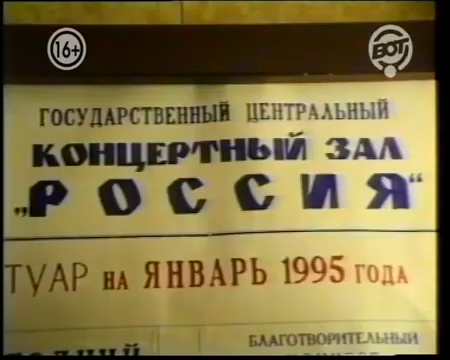 16+
ВОТ!
ГОСУДАРСТВЕННЫЙ ЦЕНТРАЛЬНЫЙ
КОНЦЕРТНЫЙ ЗАЛ
„РОССИЯ“
ТУАР НА ЯНВАРЬ 1995 ГОДА
БЛАГОТВОРИТЕЛЬНЫЙ